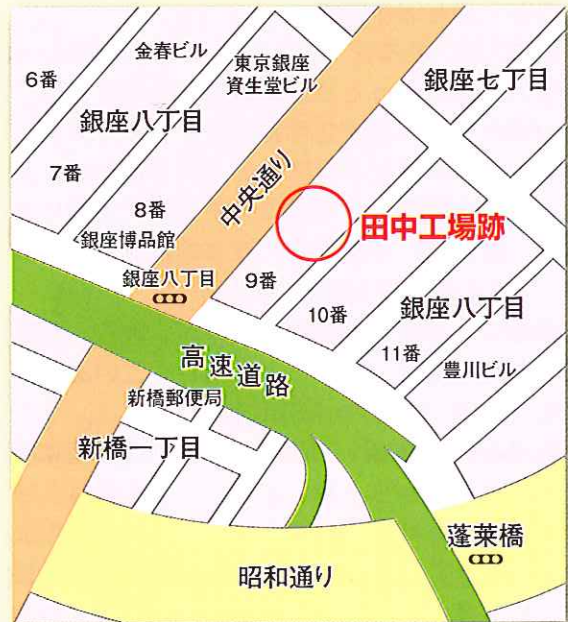 金春ビル
東京銀座
資生堂ビル
銀座七丁目
6番
銀座八丁目
7番
8番
中央通り
田中工場跡
銀座博品館
銀座八丁目
9番
10番
銀座八丁目
11番
豊川ビル
高速道路
新橋郵便局
新橋一丁目
蓬莱橋
昭和通り